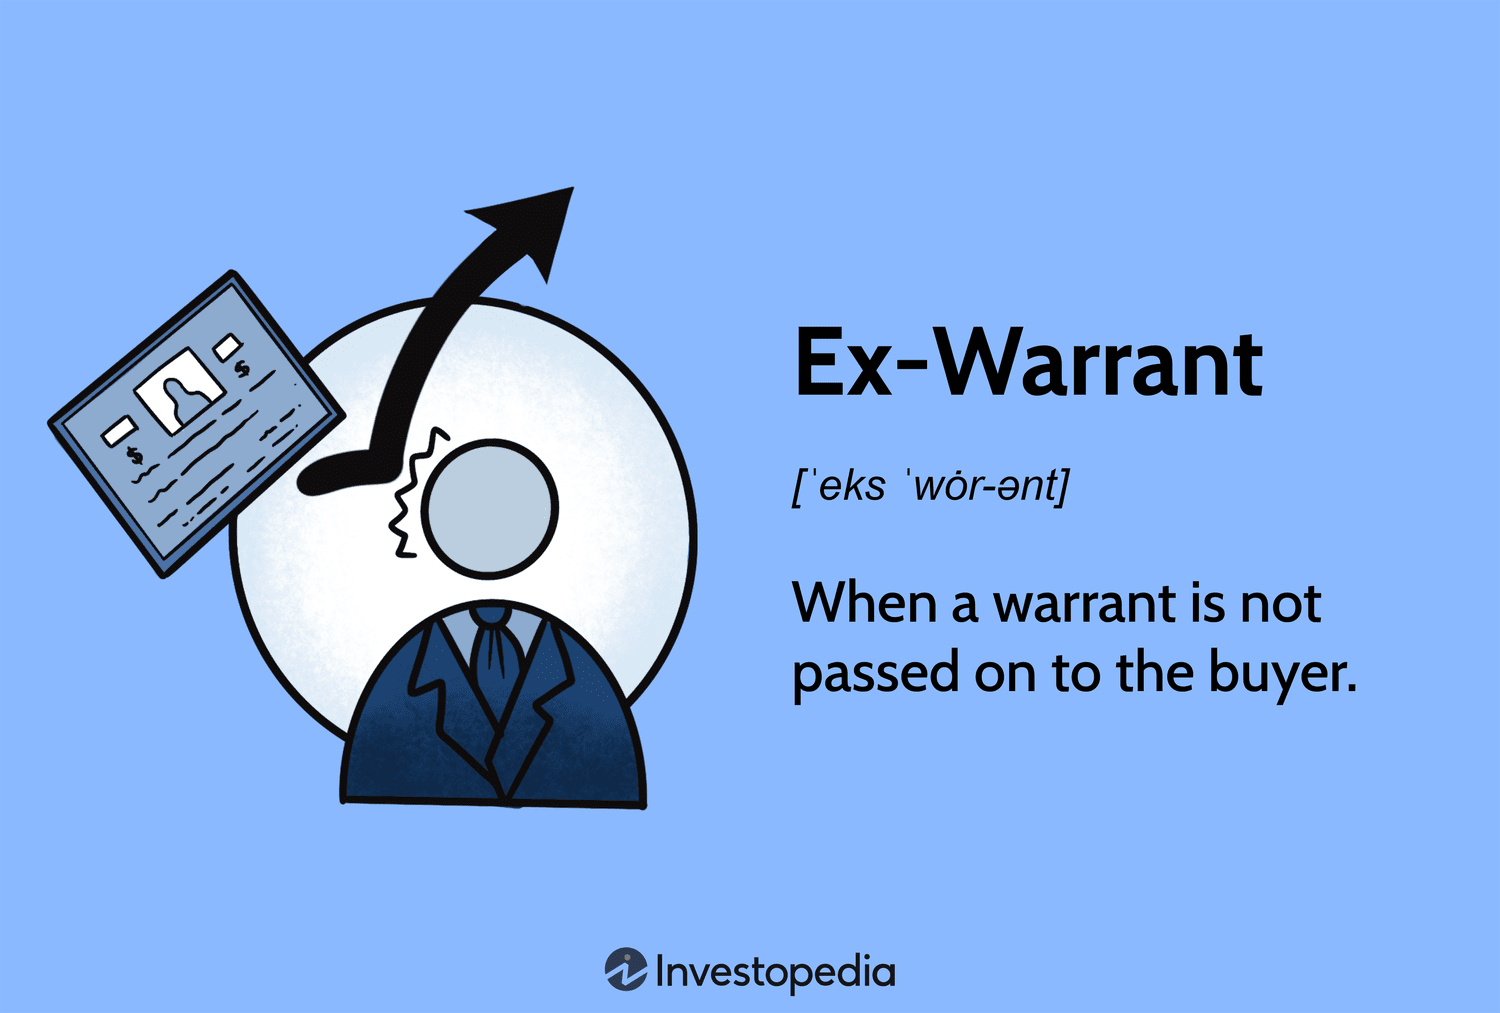 Ex-Warrant
[ˈeks ˈwȯr-ənt]
When a warrant is not
passed on to the buyer.
$
$
Investopedia